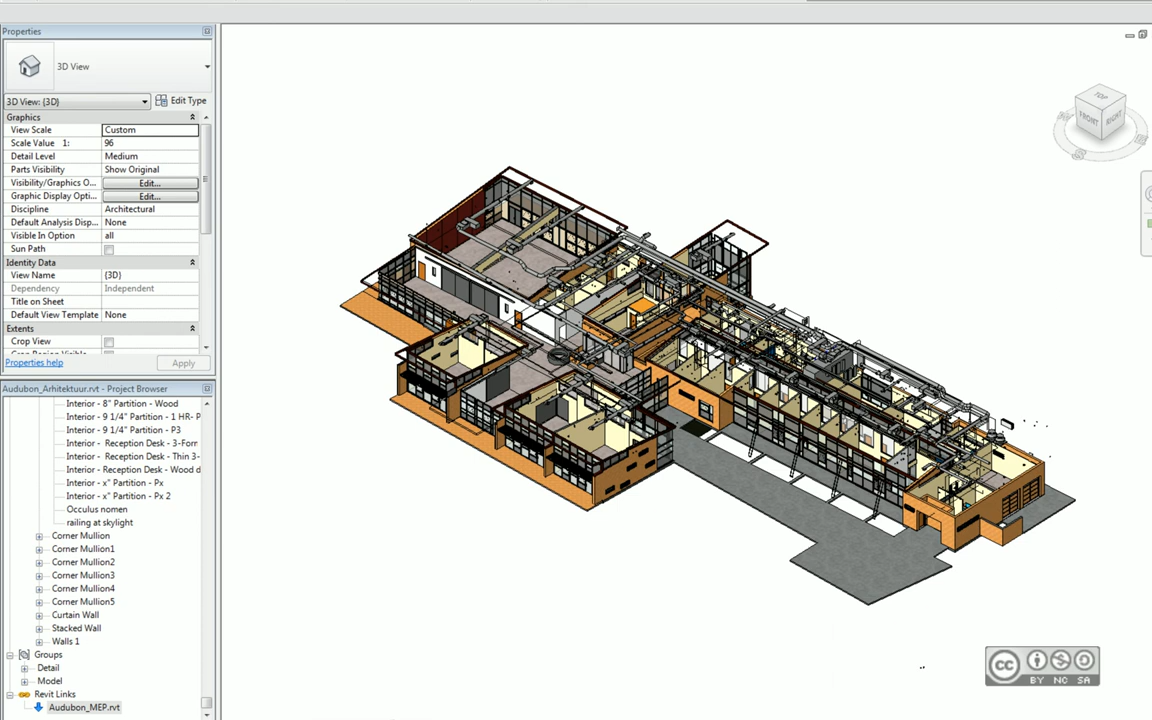 Properties
3D View
3D View: {3D}
Edit Type
Graphics
View Scale Custom
Scale Value 1: 96
Detail Level Medium
Parts Visibility Show Original
Visibility/Graphics O... Edit...
Graphic Display Opti... Edit...
Discipline Architectural
Default Analysis Disp... None
Visible In Option all
Sun Path
Identity Data
View Name {3D}
Dependency Independent
Title on Sheet
Default View Template None
Extents
Crop View
Properties help
Apply
Audubon_Arhitektuur.rvt - Project Browser
Interior - 8" Partition - Wood
Interior - 9 1/4" Partition - 1 HR- P
Interior - 9 1/4" Partition - P3
Interior - Reception Desk - 3-Forn
Interior - Reception Desk - Thin 3-
Interior - Reception Desk - Wood d
Interior - x" Partition - Px
Interior - x" Partition - Px 2
Occulus nomen
railing at skylight
Corner Mullion
Corner Mullion1
Corner Mullion2
Corner Mullion3
Corner Mullion4
Corner Mullion5
Curtain Wall
Stacked Wall
Walls 1
Groups
Detail
Model
Revit Links
Audubon_MEP.rvt
TOP
FRONT
RIGHT
S
cc
BY NC SA